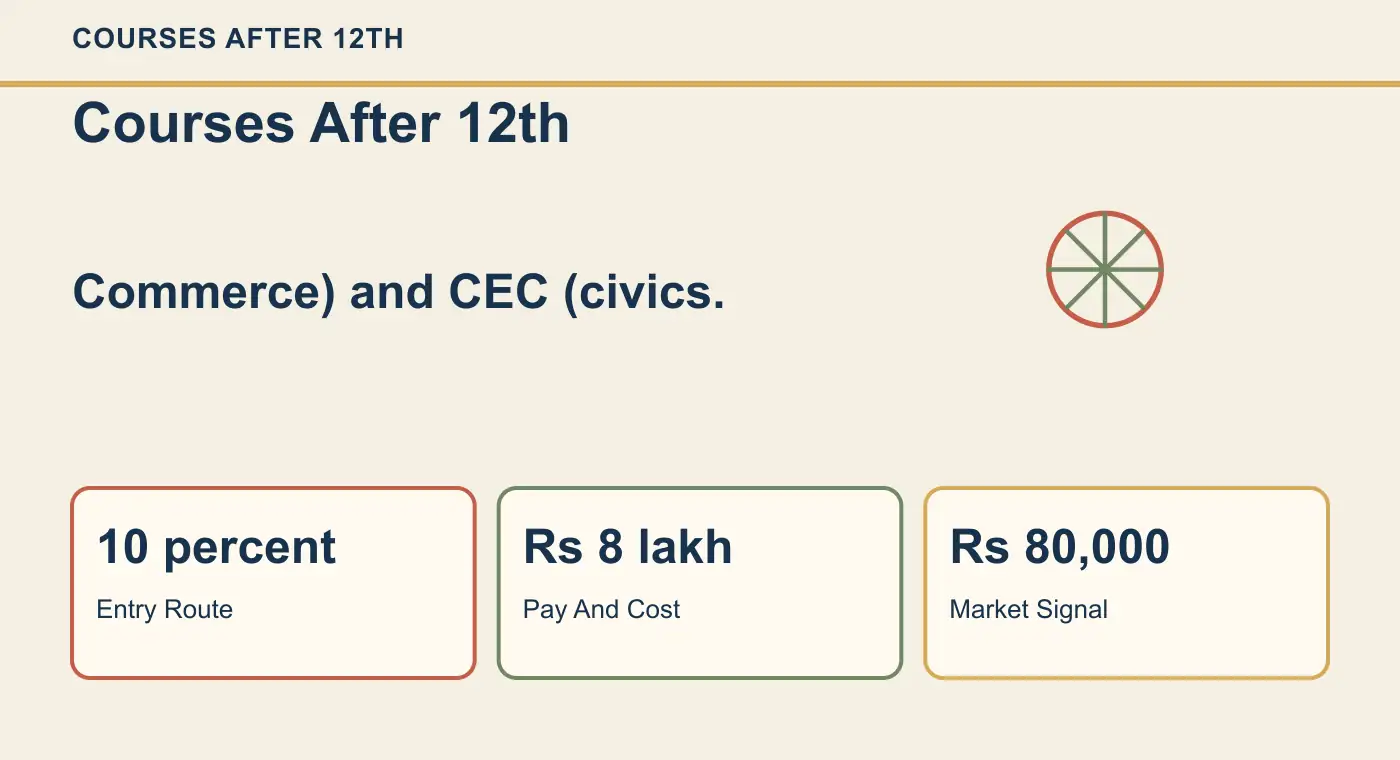 COURSES AFTER 12TH
Courses After 12th
Commerce) and CEC (civics.
10 percent
Entry Route
Rs 8 lakh
Pay And Cost
Rs 80,000
Market Signal